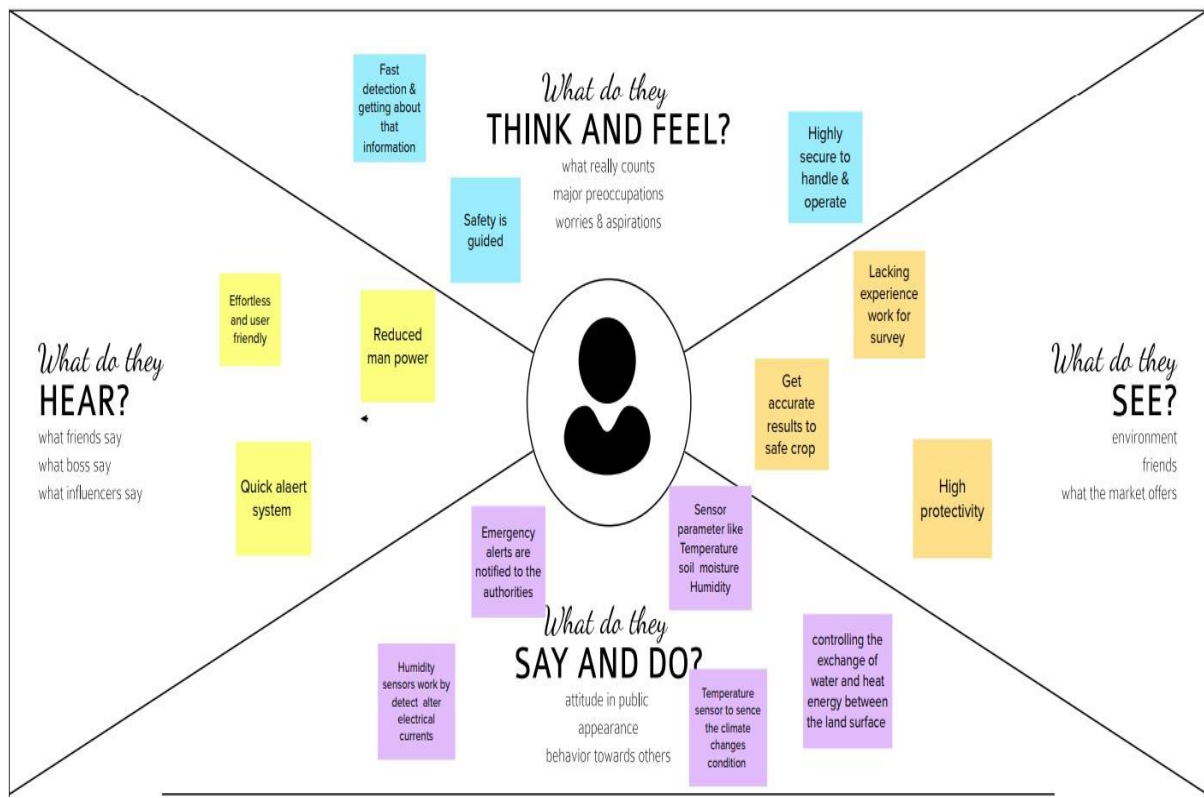 Fast
detection &
getting about
that
information
What do they
THINK AND FEEL?
what really counts
major preoccupations
worries & aspirations
Highly
secure to
handle &
operate
Safety is
guided
Lacking
experience
work for
survey
Effortless
and user
friendly
Reduced
man power
What do they
HEAR?
what friends say
what boss say
what influencers say
Quick alaert
system
Get
accurate
results to
safe crop
What do they
SEE?
environment
friends
what the market offers
High
protectivity
Emergency
alerts are
notified to the
authorities
Sensor
parameter like
Temperature
soil moisture
Humidity
What do they
SAY AND DO?
attitude in public
appearance
behavior towards others
Humidity
sensors work by
detect alter
electrical
currents
Temperature
sensor to sence
the climate
changes
condition
controlling the
exchange of
water and heat
energy between
the land surface